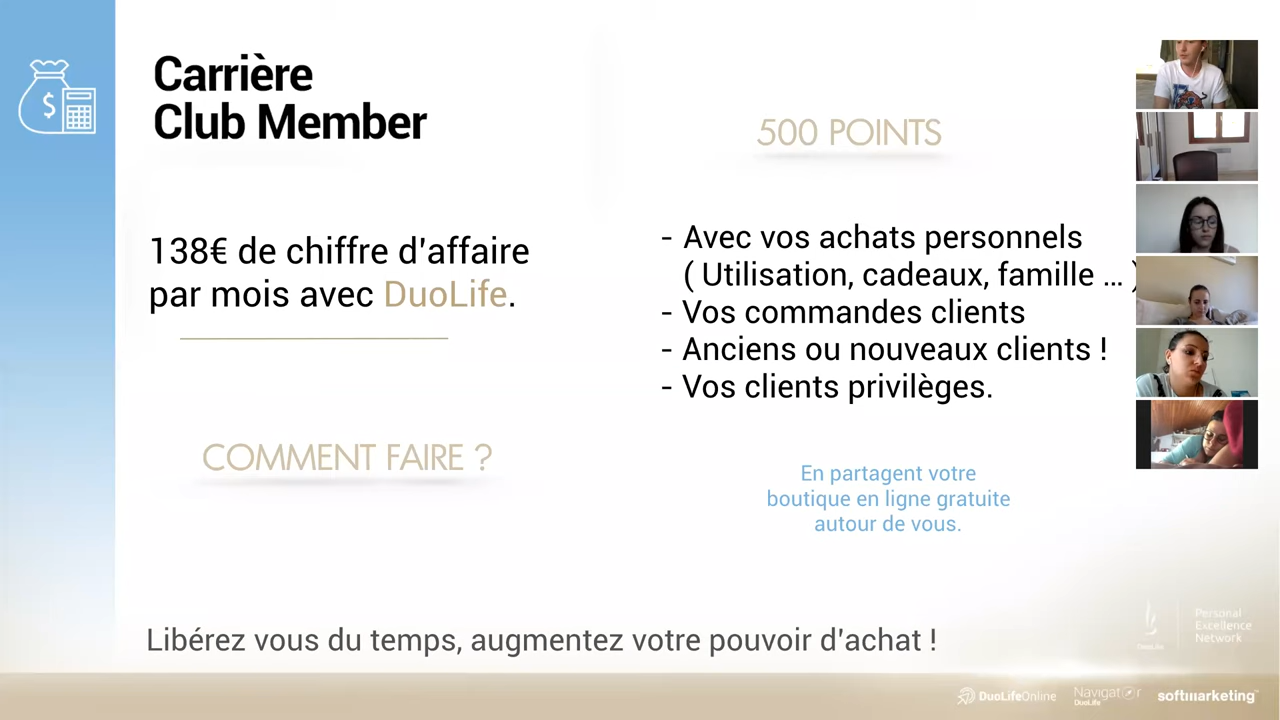 Carrière
Club Member
138€ de chiffre d'affaire
par mois avec DuoLife.
COMMENT FAIRE ?
500 POINTS
- Avec vos achats personnels
( Utilisation, cadeaux, famille ... )
- Vos commandes clients
- Anciens ou nouveaux clients !
- Vos clients privilèges.
En partagent votre
boutique en ligne gratuite
autour de vous.
Libérez vous du temps, augmentez votre pouvoir d'achat !
DuoLife
Personal
Excellence
Network
DuoLifeOnline
Navigator
DuoLife
softmarketing
$